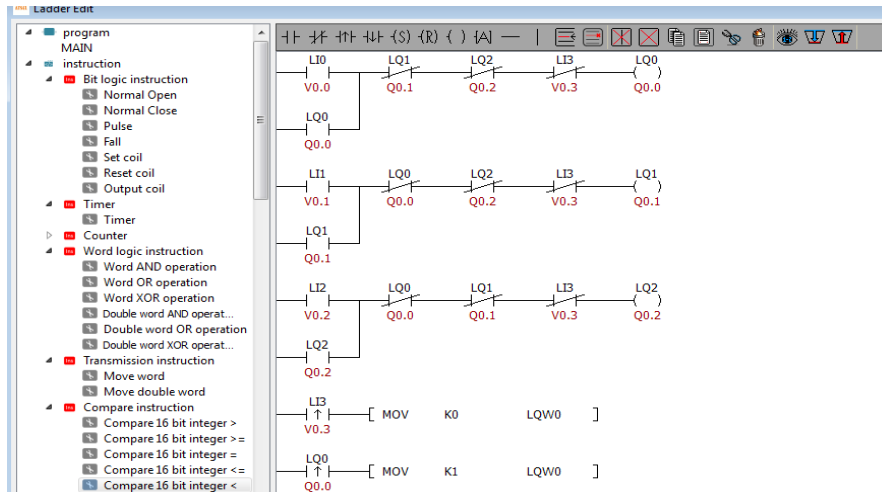 Ladder Edit
program
MAIN
instruction
Bit logic instruction
Normal Open
Normal Close
Pulse
Fall
Set coil
Reset coil
Output coil
Timer
Timer
Counter
Word logic instruction
Word AND operation
Word OR operation
Word XOR operation
Double word AND operat...
Double word OR operation
Double word XOR operat...
Transmission instruction
Move word
Move double word
Compare instruction
Compare 16 bit integer >
Compare 16 bit integer >=
Compare 16 bit integer =
Compare 16 bit integer <=
Compare 16 bit integer <
(S) (R) ( ) |A|
LI0 LQ1 LQ2 LI3 LQ0
V0.0 Q0.1 Q0.2 V0.3 Q0.0
LQ0
Q0.0
LI1 LQ0 LQ2 LI3 LQ1
V0.1 Q0.0 Q0.2 V0.3 Q0.1
LQ1
Q0.1
LI2 LQ0 LQ1 LI3 LQ2
V0.2 Q0.0 Q0.1 V0.3 Q0.2
LQ2
Q0.2
LI3
[ MOV K0 LQW0 ]
V0.3
LQ0
[ MOV K1 LQW0 ]
Q0.0